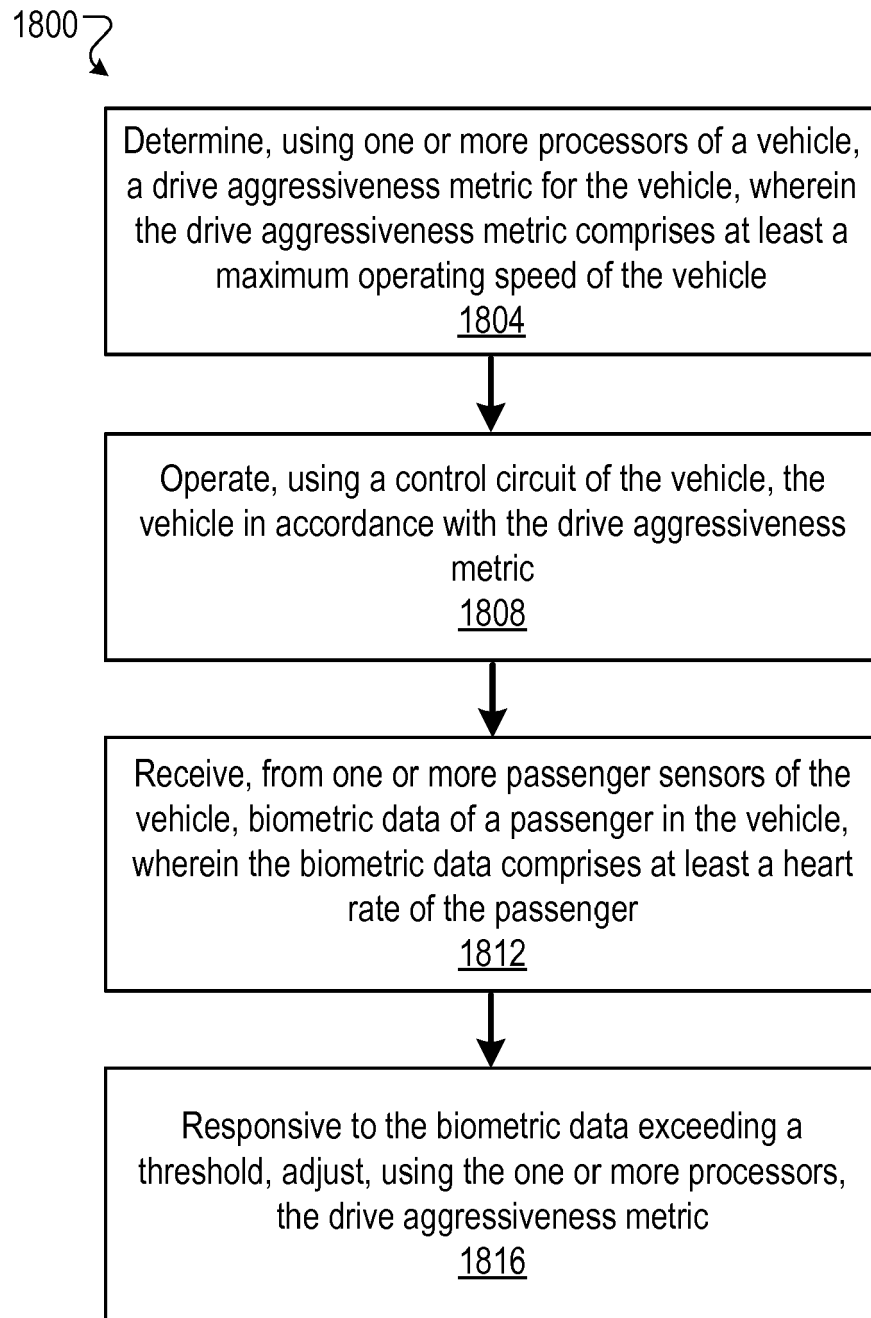 1800
Determine, using one or more processors of a vehicle,
a drive aggressiveness metric for the vehicle, wherein
the drive aggressiveness metric comprises at least a
maximum operating speed of the vehicle
1804
Operate, using a control circuit of the vehicle, the
vehicle in accordance with the drive aggressiveness
metric
1808
Receive, from one or more passenger sensors of the
vehicle, biometric data of a passenger in the vehicle,
wherein the biometric data comprises at least a heart
rate of the passenger
1812
Responsive to the biometric data exceeding a
threshold, adjust, using the one or more processors,
the drive aggressiveness metric
1816